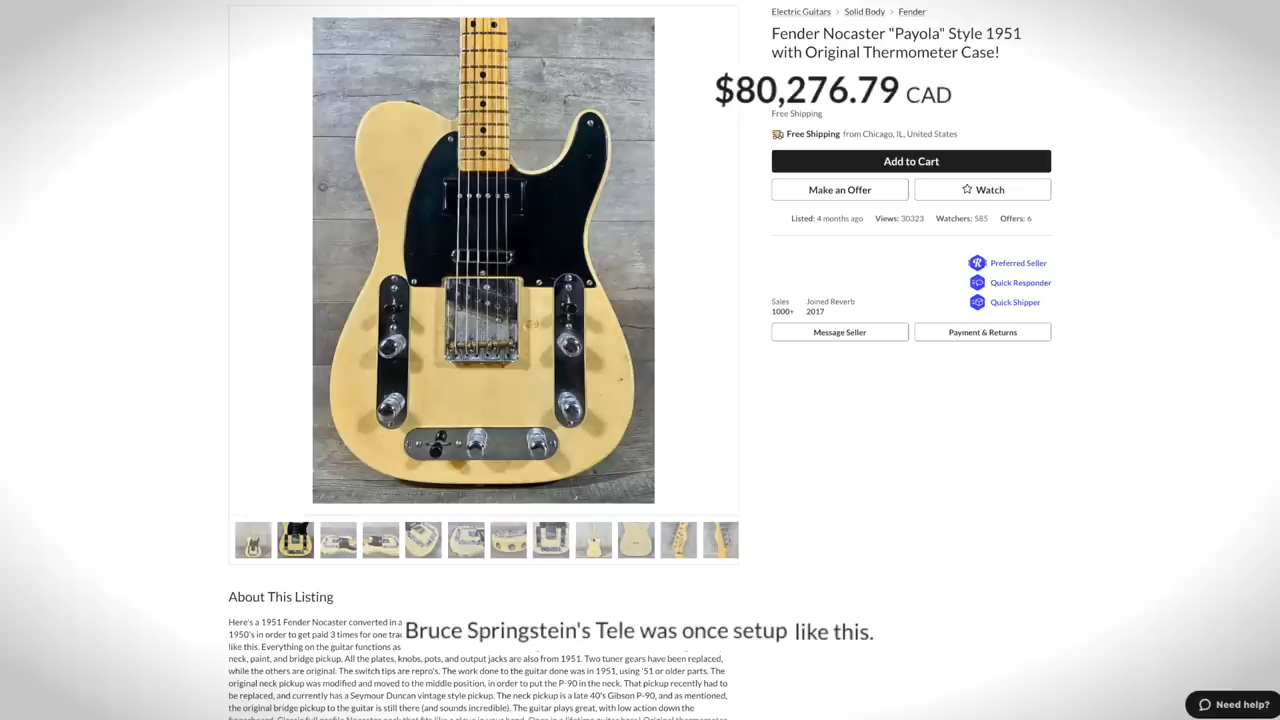 Electric Guitars > Solid Body > Fender
Fender Nocaster "Payola" Style 1951
with Original Thermometer Case!
$80,276.79 CAD
Free Shipping
Free Shipping from Chicago, IL, United States
Add to Cart
Make an Offer
Watch
Listed: 4 months ago Views: 30323 Watchers: 585 Offers: 6
Preferred Seller
Quick Responder
Quick Shipper
Sales
1000+
Joined Reverb
2017
Message Seller
Payment & Returns
About This Listing
Here's a 1951 Fender Nocaster converted in
1950's in order to get paid 3 times for one
like this. Everything on the guitar functions as
Bruce Springstein's Tele was once setup like this.
neck, paint, and bridge pickup. All the plates, knobs, pots, and output jacks are also from 1951. Two tuner gears have been replaced,
while the others are original. The switch tips are repro's. The work done to the guitar done was in 1951, using '51 or older parts. The
original neck pickup was modified and moved to the middle position, in order to put the P-90 in the neck. That pickup recently had to
be replaced, and currently has a Seymour Duncan vintage style pickup. The neck pickup is a late 40's Gibson P-90, and as mentioned,
the original bridge pickup to the guitar is still there (and sounds incredible). The guitar plays great, with low action down the
Need help?